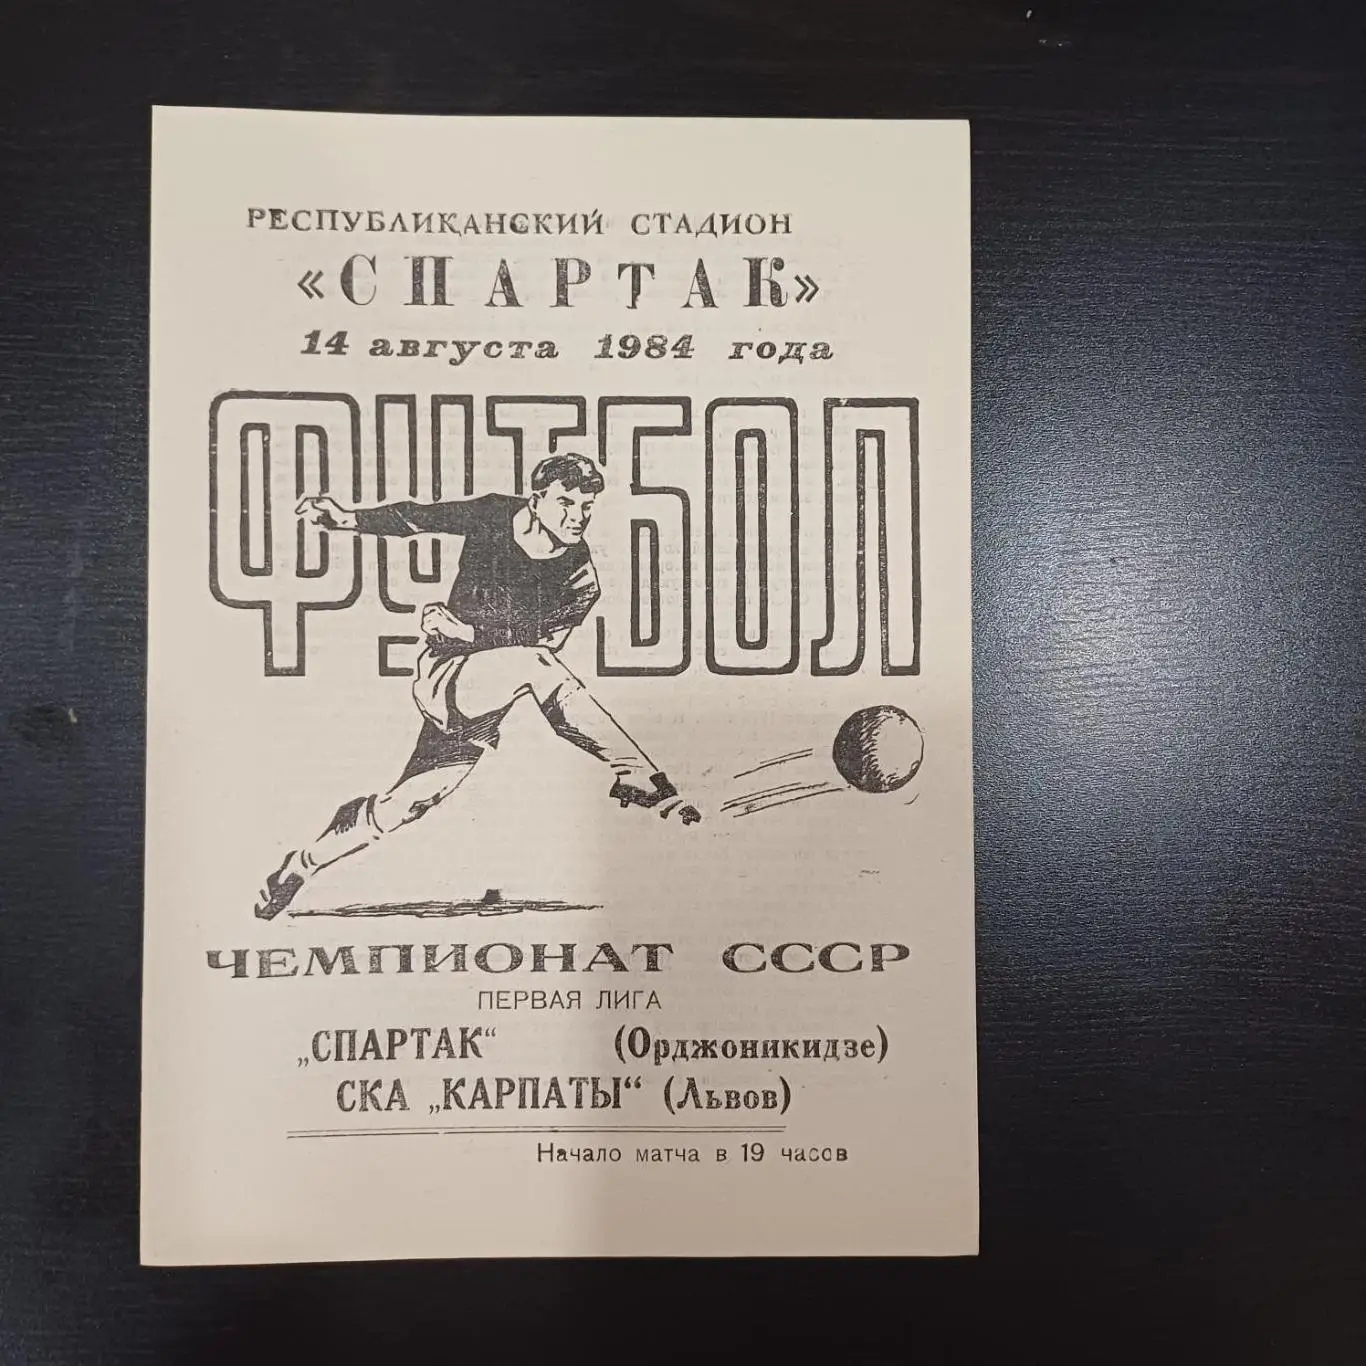 РЕСПУБЛИКАНСКИЙ СТАДИОН
«СПАРТАК»
14 августа 1984 года
ФУТБОЛ
ЧЕМПИОНАТ СССР
ПЕРВАЯ ЛИГА
„СПАРТАК“ (Орджоникидзе)
СКА „КАРПАТЫ“ (Львов)
Начало матча в 19 часов